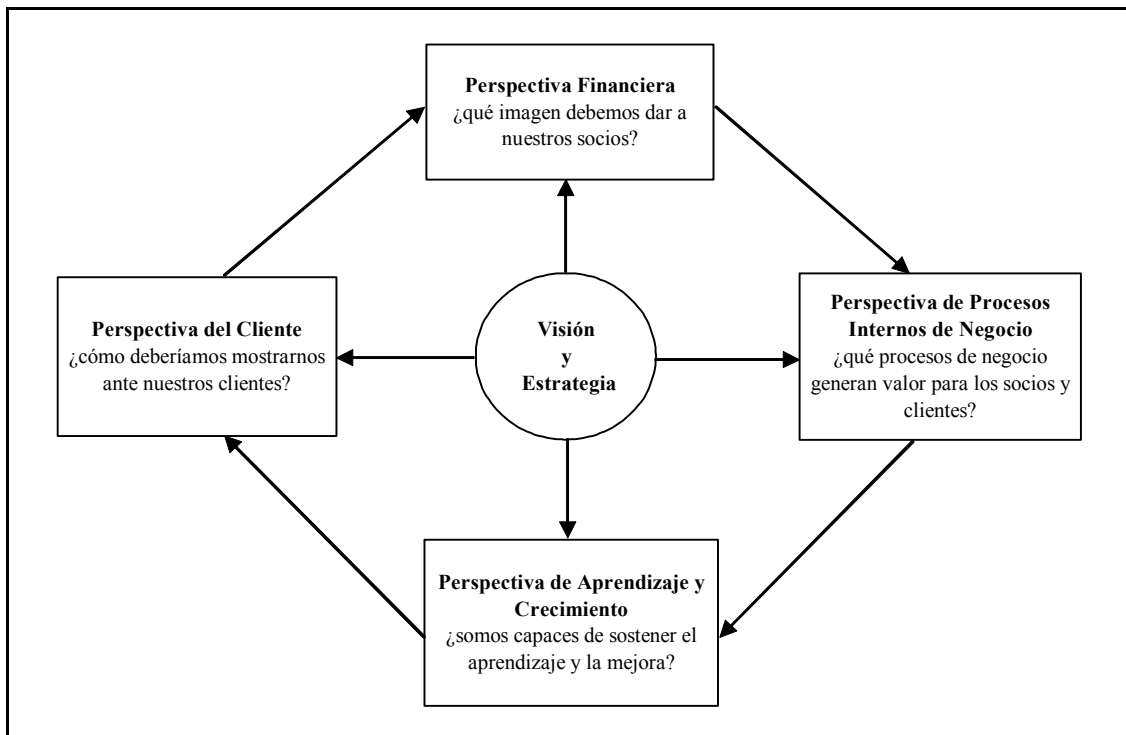 Perspectiva Financiera
¿qué imagen debemos dar a
nuestros socios?
Perspectiva del Cliente
¿cómo deberíamos mostrarnos
ante nuestros clientes?
Visión
y
Estrategia
Perspectiva de Procesos
Internos de Negocio
¿qué procesos de negocio
generan valor para los socios y
clientes?
Perspectiva de Aprendizaje y
Crecimiento
¿somos capaces de sostener el
aprendizaje y la mejora?